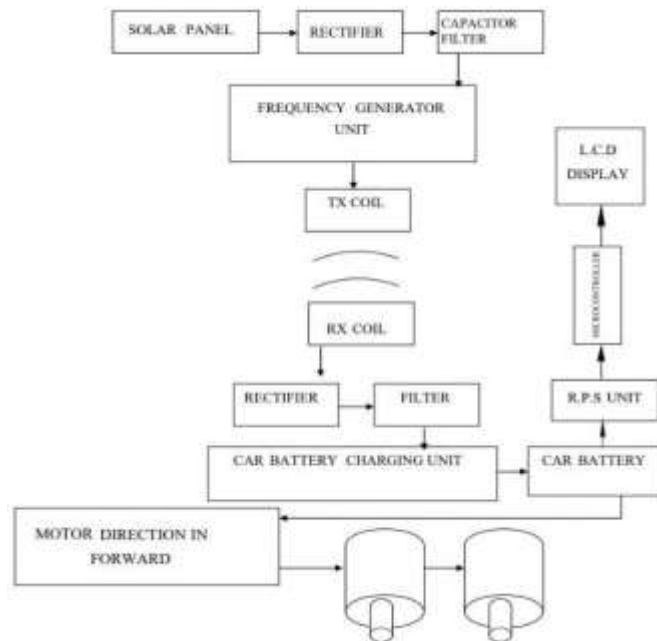 SOLAR PANEL
RECTIFIER
CAPACITOR
FILTER
FREQUENCY GENERATOR
UNIT
L.C.D
DISPLAY
TX COIL
MICROCONTROLLER
RX COIL
RECTIFIER
FILTER
R.P.S UNIT
CAR BATTERY CHARGING UNIT
CAR BATTERY
MOTOR DIRECTION IN
FORWARD